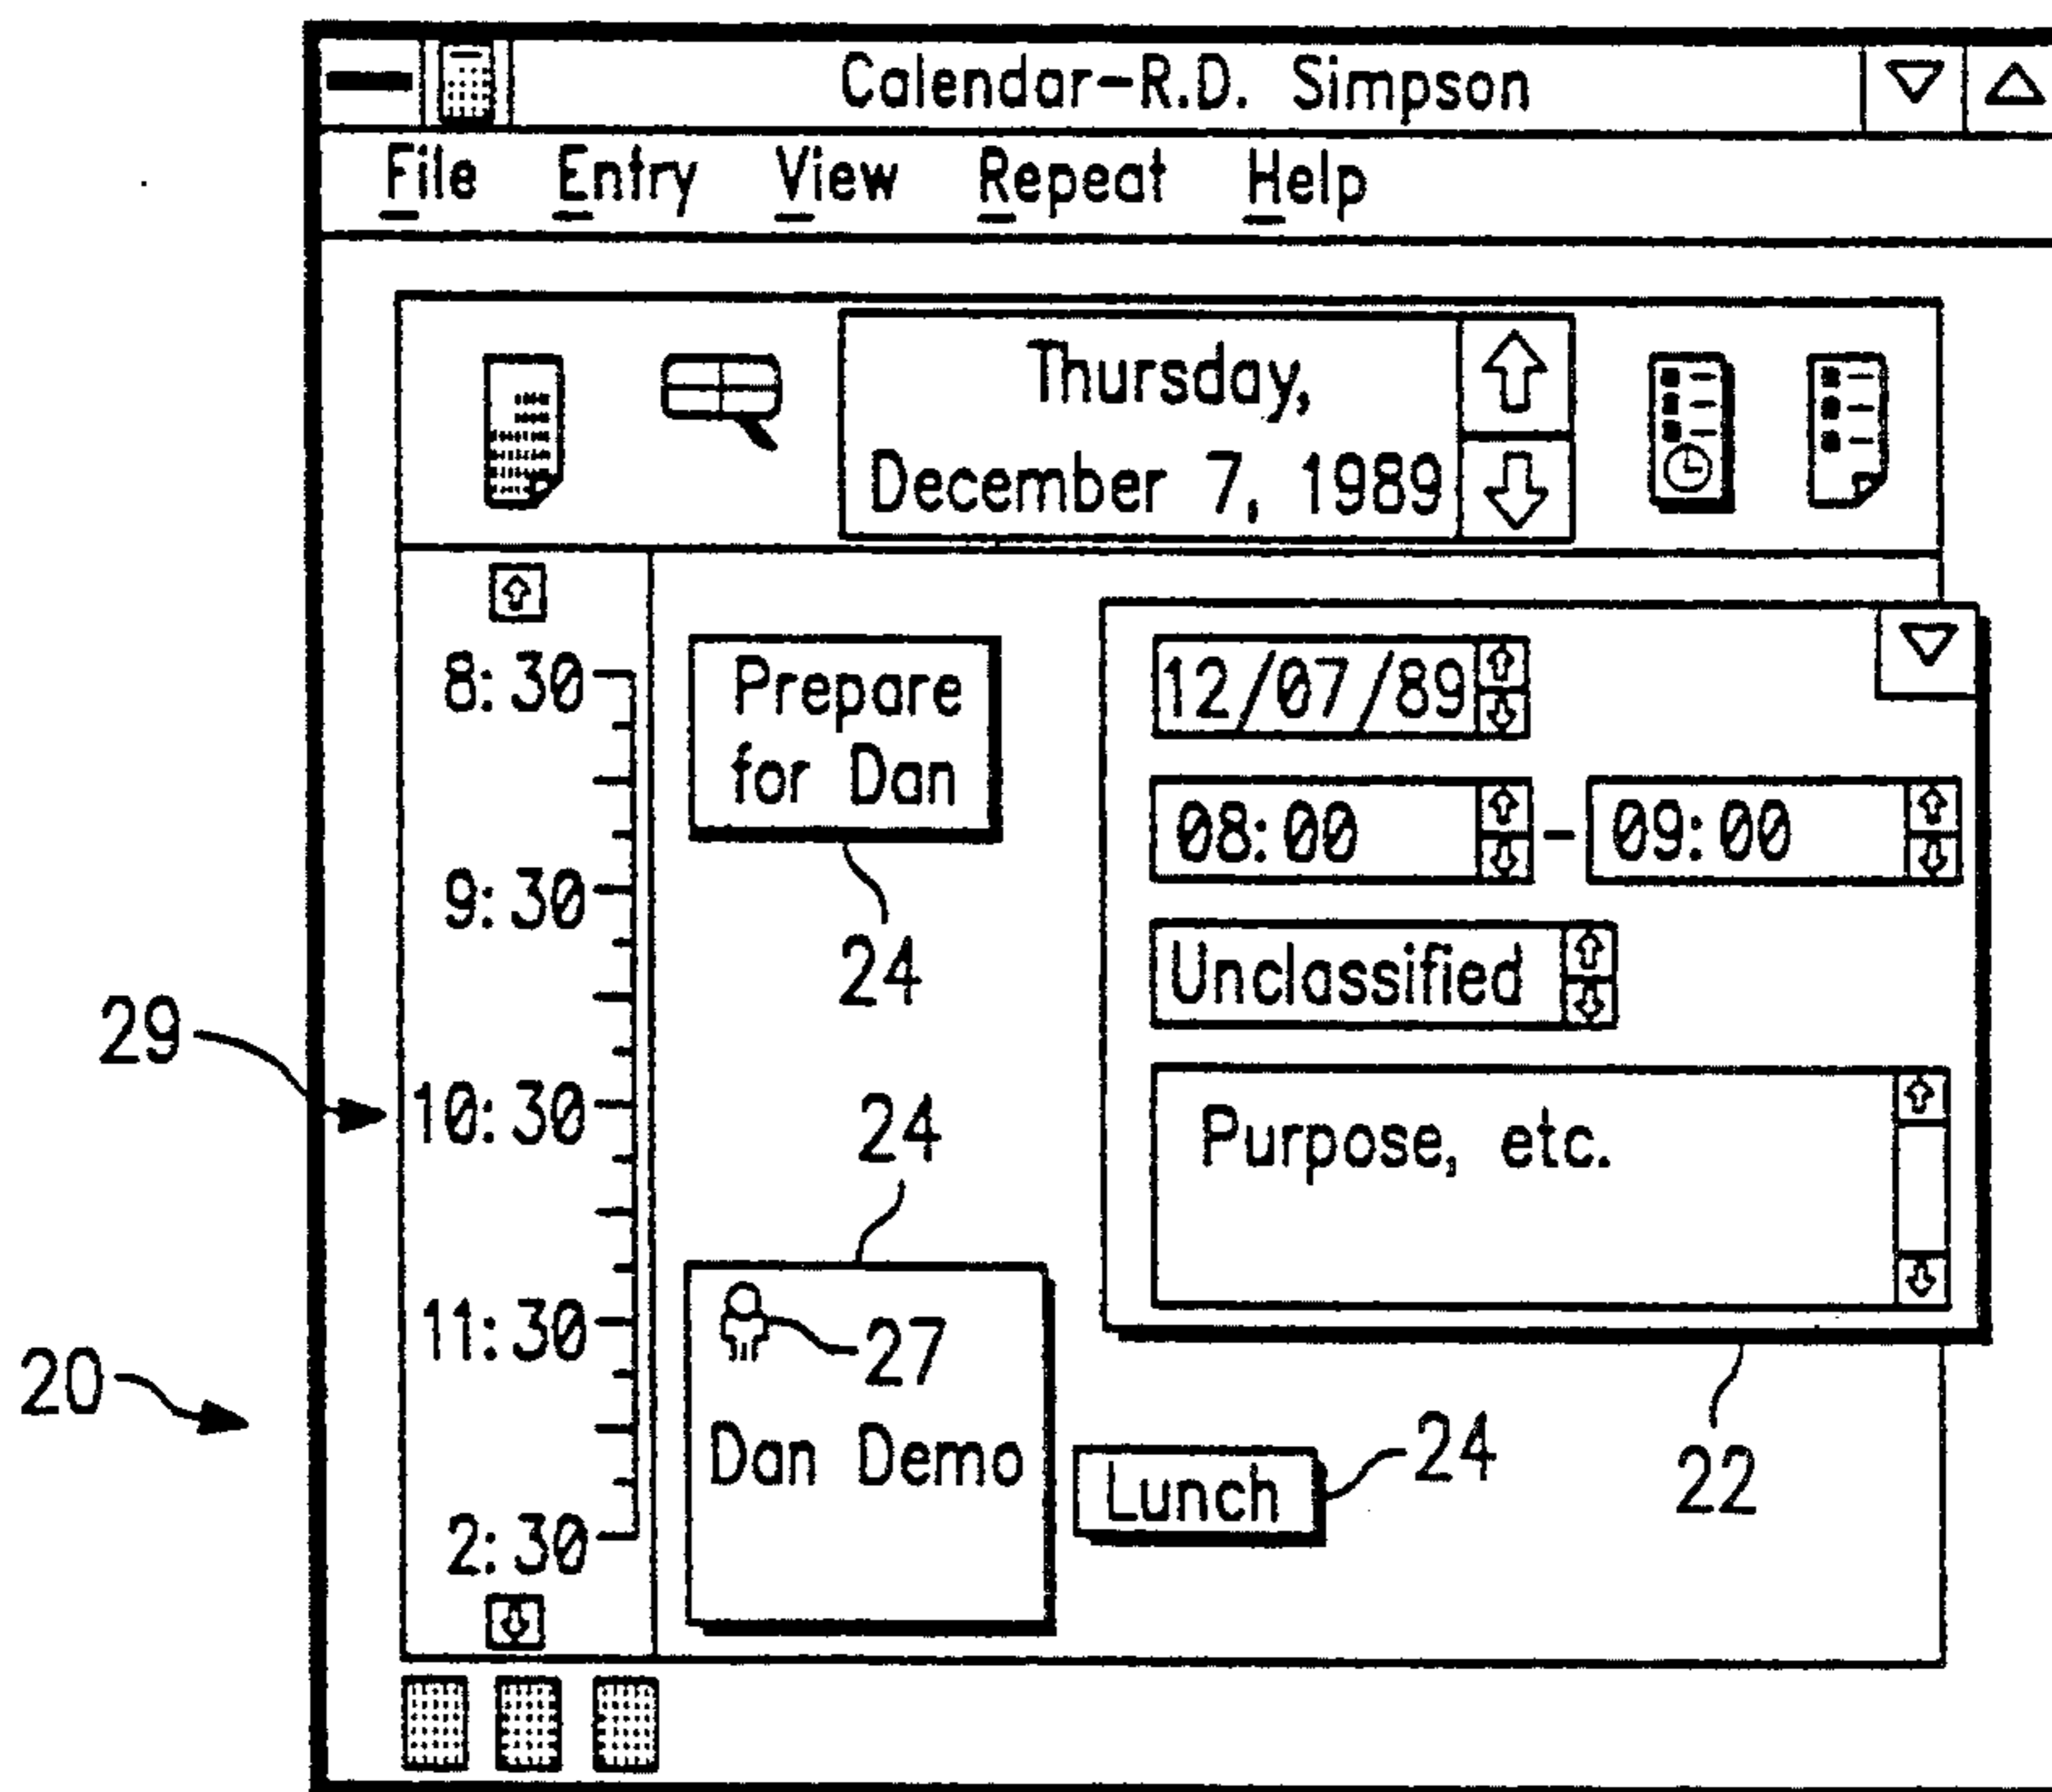 Calendar-R.D. Simpson
File Entry View Repeat Help
Thursday,
December 7, 1989
8:30
9:30
10:30
11:30
2:30
29
20
Prepare
for Dan
24
24
27
Dan Demo
Lunch
24
12/07/89
08:00 - 09:00
Unclassified
Purpose, etc.
22